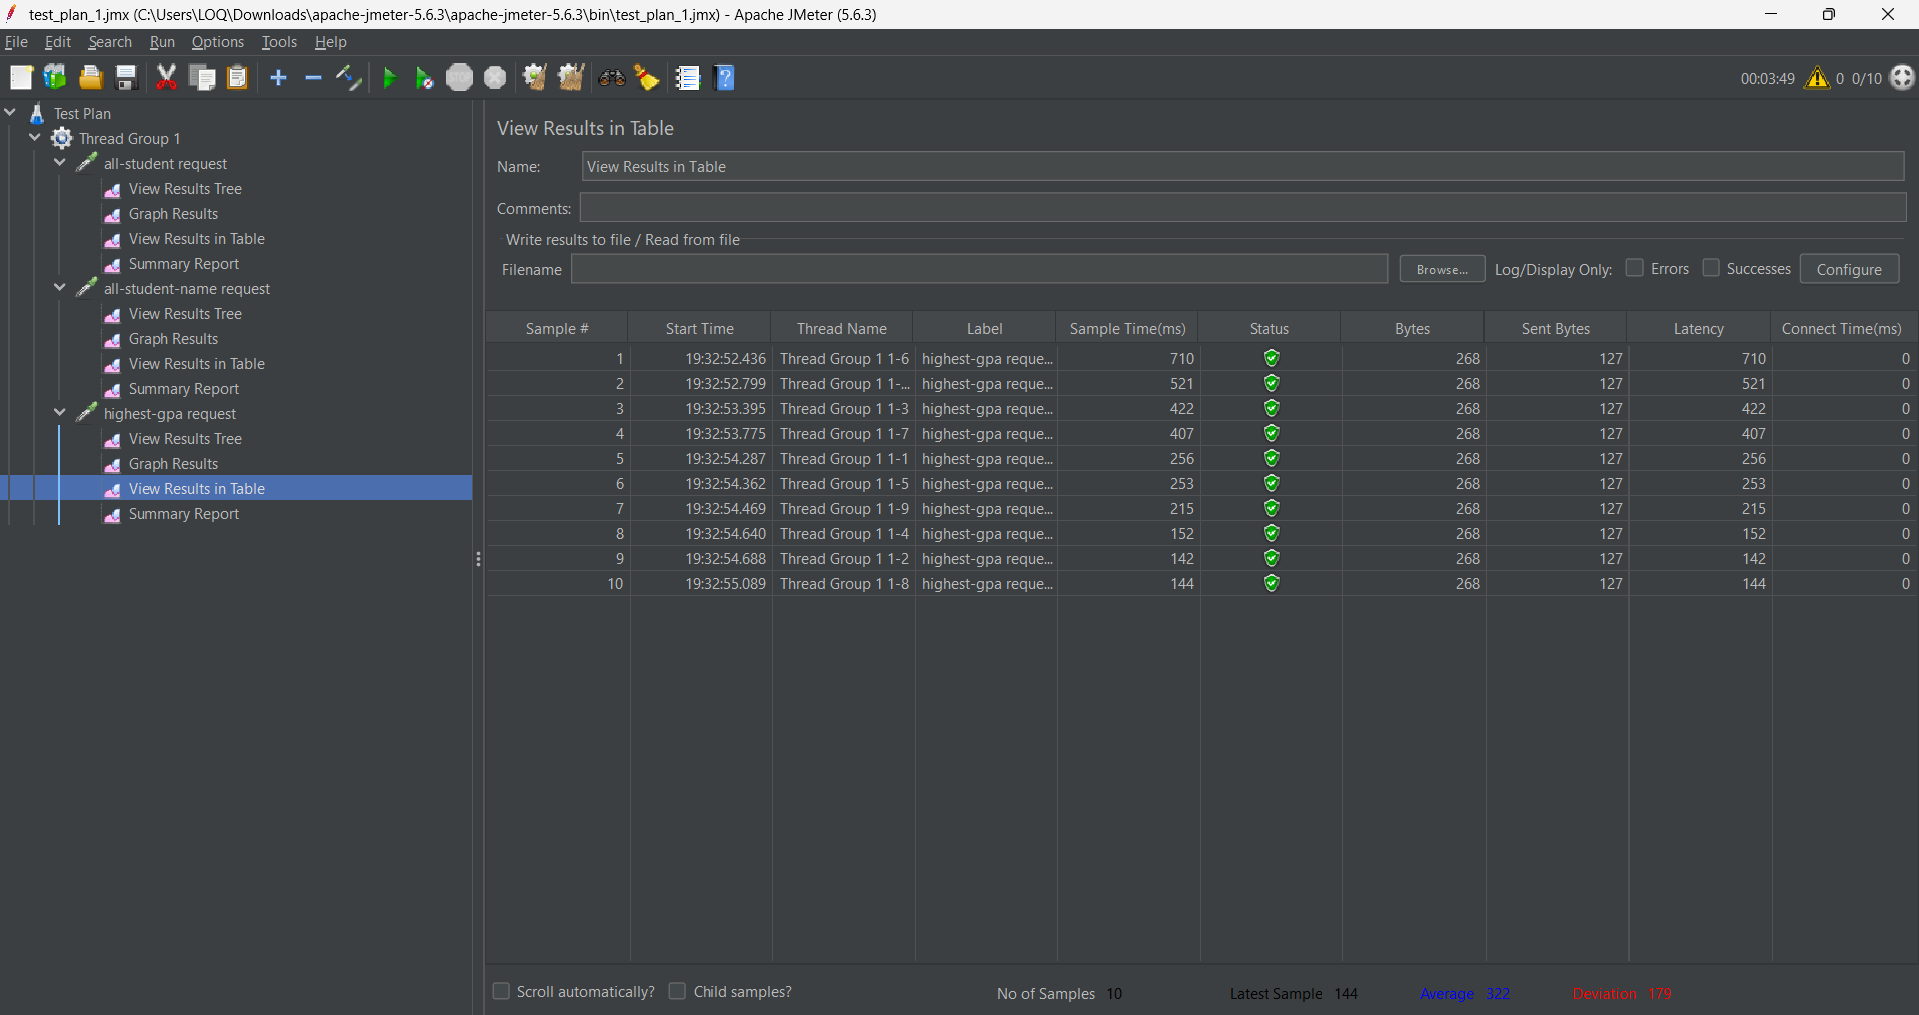 test_plan_1.jmx (C:\Users\LOQ\Downloads\apache-jmeter-5.6.3\apache-jmeter-5.6.3\bin\test_plan_1.jmx) - Apache JMeter (5.6.3)
File Edit Search Run Options Tools Help
STOP 00:03:49 0 0/10
Test Plan
Thread Group 1
all-student request
View Results Tree
Graph Results
View Results in Table
Summary Report
all-student-name request
View Results Tree
Graph Results
View Results in Table
Summary Report
highest-gpa request
View Results Tree
Graph Results
View Results in Table
Summary Report
View Results in Table
Name: View Results in Table
Comments:
Write results to file / Read from file
Filename Browse... Log/Display Only: Errors Successes Configure
Sample # Start Time Thread Name Label Sample Time(ms) Status Bytes Sent Bytes Latency Connect Time(ms)
1 19:32:52.436 Thread Group 1 1-6 highest-gpa reque... 710 268 127 710 0
2 19:32:52.799 Thread Group 1 1-... highest-gpa reque... 521 268 127 521 0
3 19:32:53.395 Thread Group 1 1-3 highest-gpa reque... 422 268 127 422 0
4 19:32:53.775 Thread Group 1 1-7 highest-gpa reque... 407 268 127 407 0
5 19:32:54.287 Thread Group 1 1-1 highest-gpa reque... 256 268 127 256 0
6 19:32:54.362 Thread Group 1 1-5 highest-gpa reque... 253 268 127 253 0
7 19:32:54.469 Thread Group 1 1-9 highest-gpa reque... 215 268 127 215 0
8 19:32:54.640 Thread Group 1 1-4 highest-gpa reque... 152 268 127 152 0
9 19:32:54.688 Thread Group 1 1-2 highest-gpa reque... 142 268 127 142 0
10 19:32:55.089 Thread Group 1 1-8 highest-gpa reque... 144 268 127 144 0
Scroll automatically? Child samples? No of Samples 10 Latest Sample 144 Average 322 Deviation 179